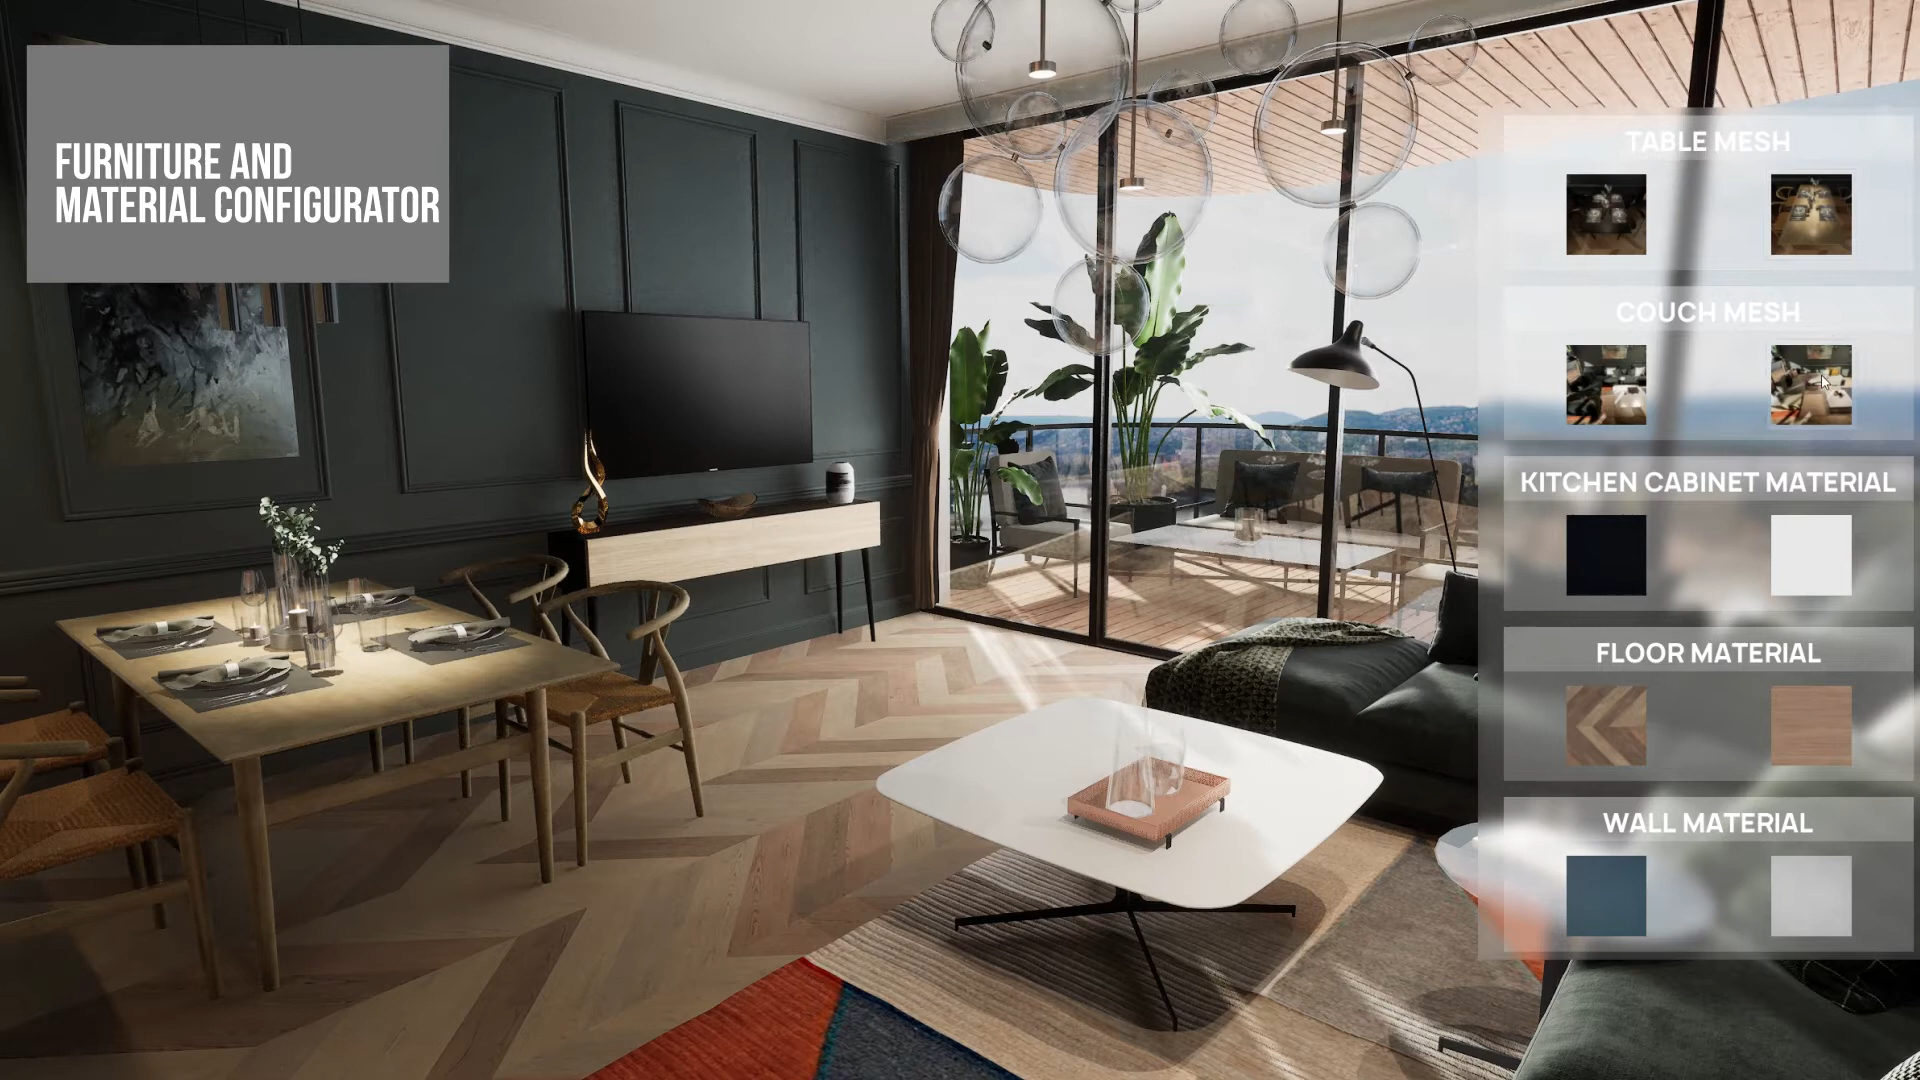 FURNITURE AND
MATERIAL CONFIGURATOR
TABLE MESH
COUCH MESH
KITCHEN CABINET MATERIAL
FLOOR MATERIAL
WALL MATERIAL